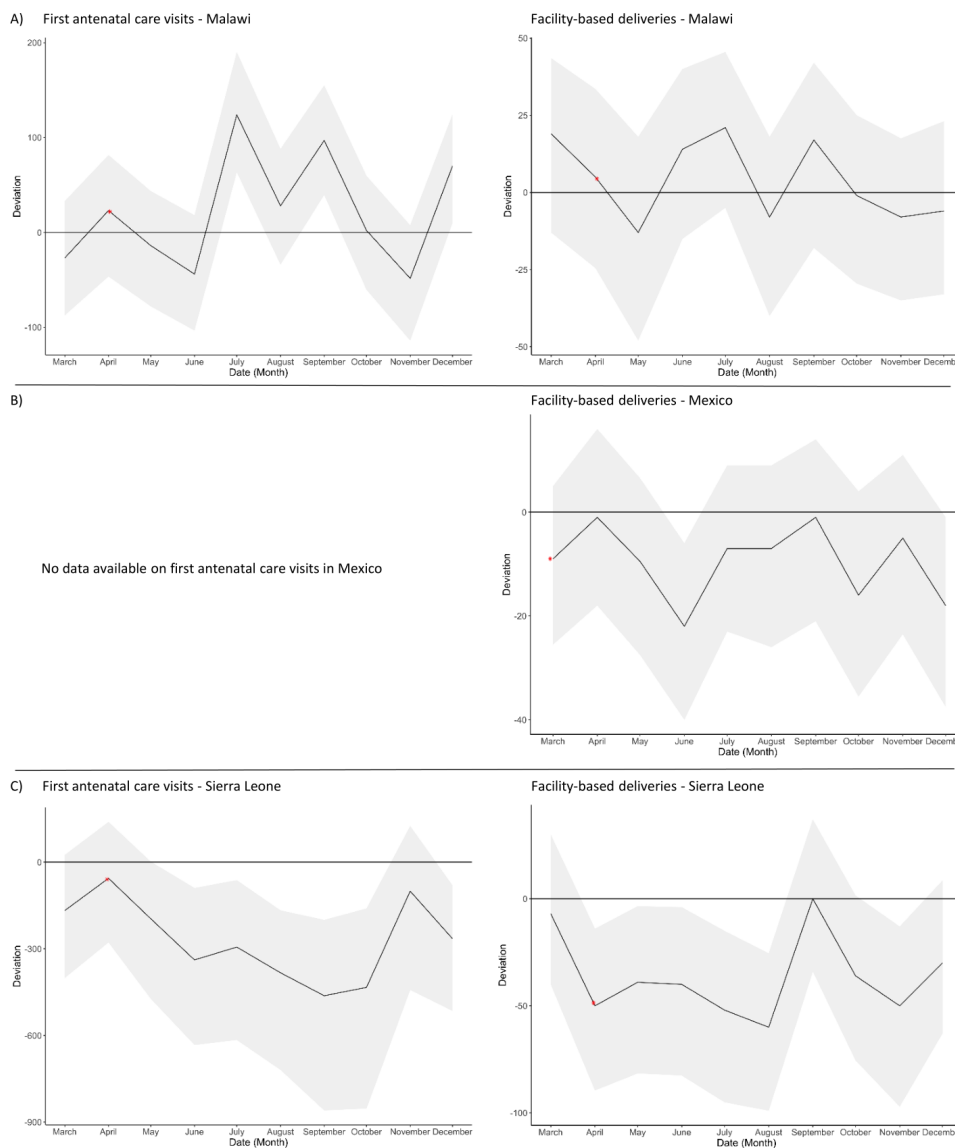 A) First antenatal care visits - Malawi
200
100
0
-100
Deviation
March April May June July August September October November December
Date (Month)
Facility-based deliveries - Malawi
50
25
0
-25
-50
Deviation
March April May June July August September October November Decemb
Date (Month)
B)
No data available on first antenatal care visits in Mexico
Facility-based deliveries - Mexico
0
-20
-40
Deviation
March April May June July August September October November Decemb
Date (Month)
C) First antenatal care visits - Sierra Leone
0
-300
-600
-900
Deviation
March April May June July August September October November December
Date (Month)
Facility-based deliveries - Sierra Leone
0
-50
-100
Deviation
March April May June July August September October November Decemb
Date (Month)